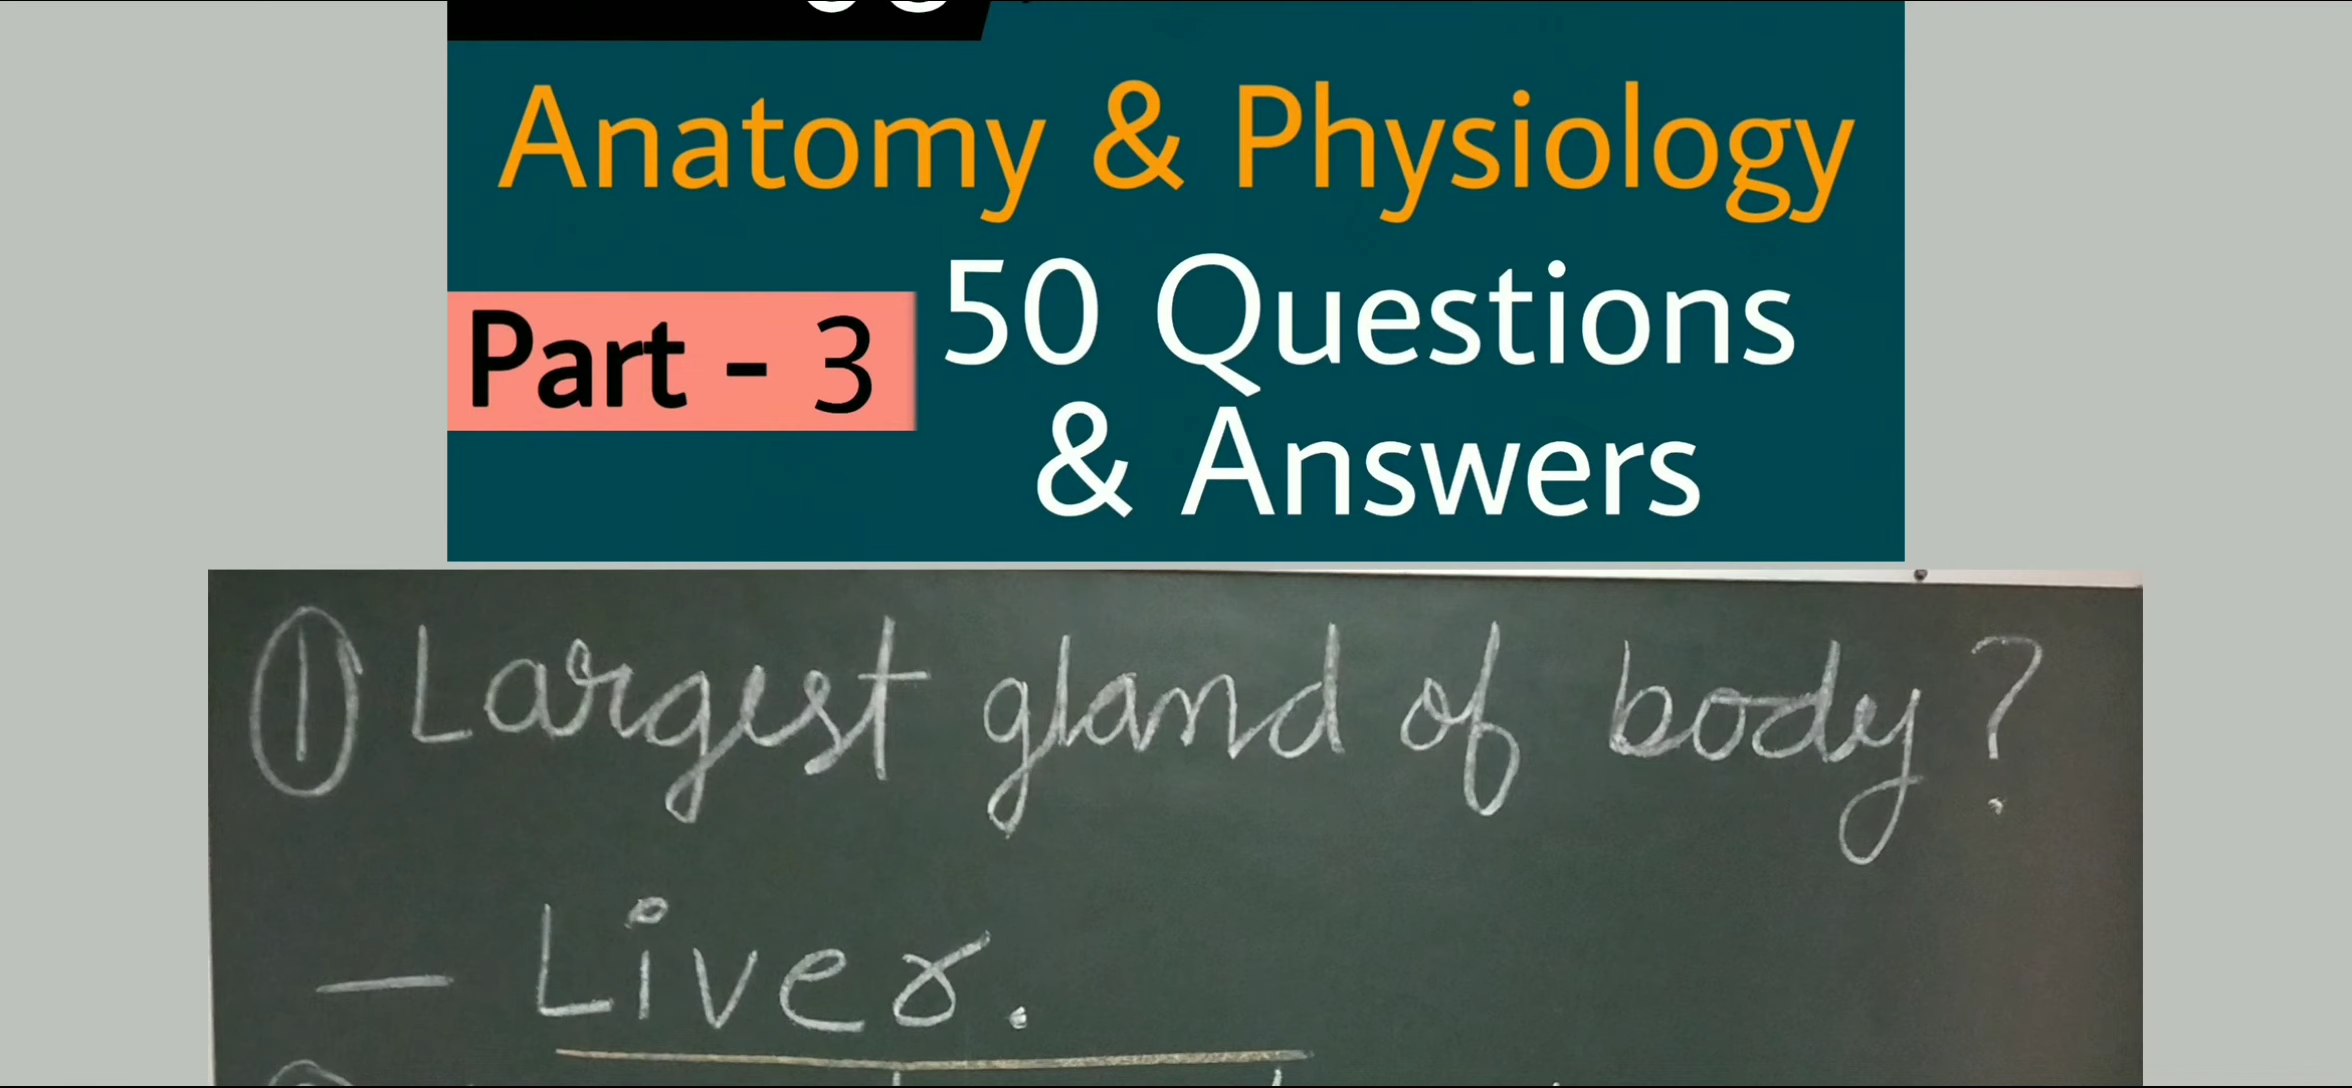 Anatomy & Physiology
Part - 3
50 Questions
& Answers
① Largest gland of body?
- Liver.